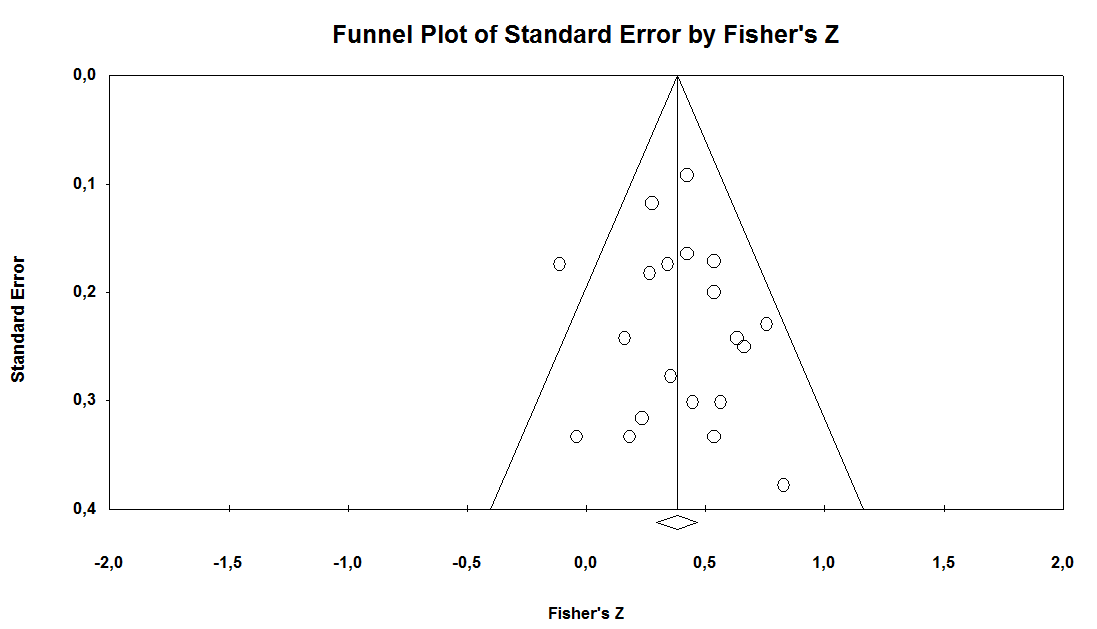 Funnel Plot of Standard Error by Fisher's Z
0,0
0,1
0,2
0,3
0,4
Standard Error
-2,0 -1,5 -1,0 -0,5 0,0 0,5 1,0 1,5 2,0
Fisher's Z